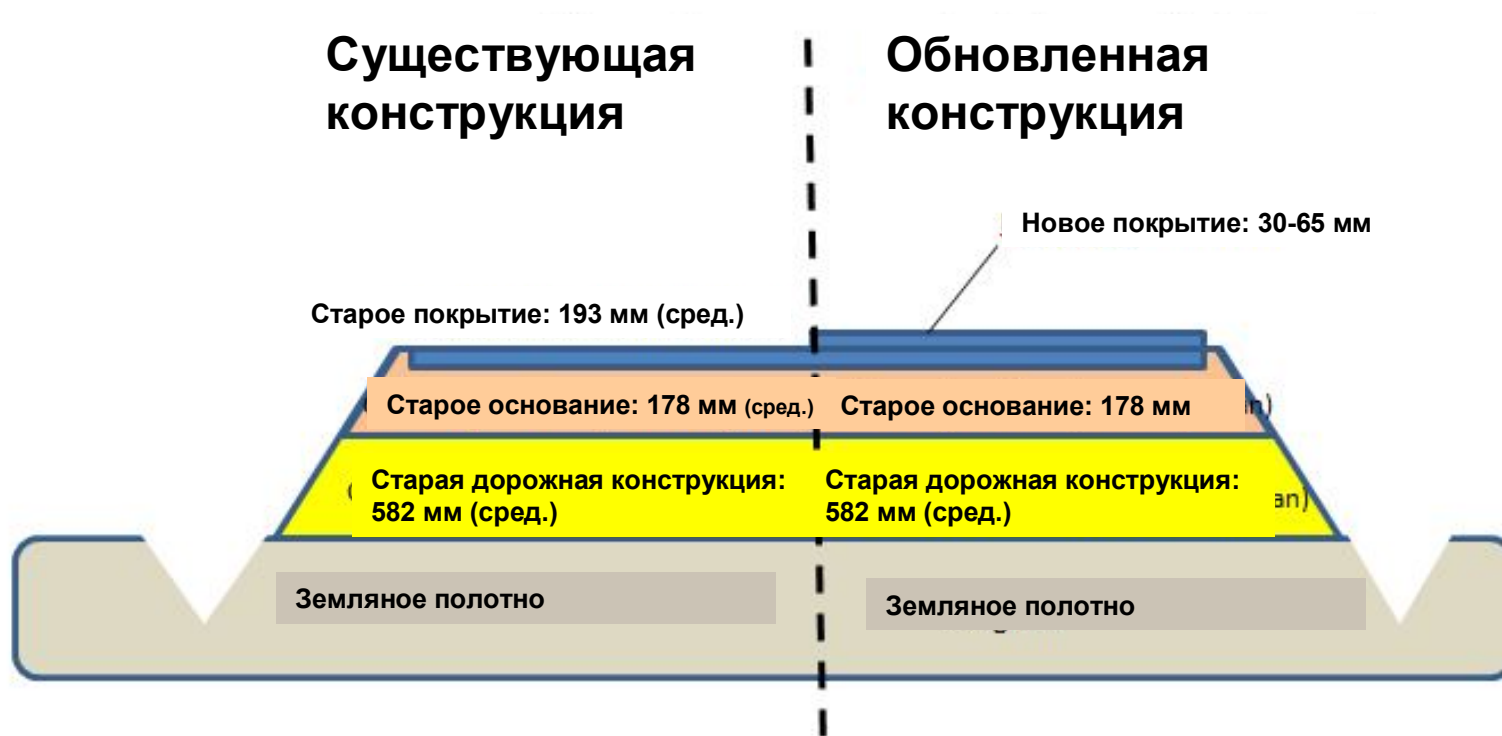 Существующая
конструкция
Обновленная
конструкция
Новое покрытие: 30-65 мм
Старое покрытие: 193 мм (сред.)
Старое основание: 178 мм (сред.)
Старое основание: 178 мм
Старая дорожная конструкция:
582 мм (сред.)
Старая дорожная конструкция:
582 мм (сред.)
Земляное полотно
Земляное полотно